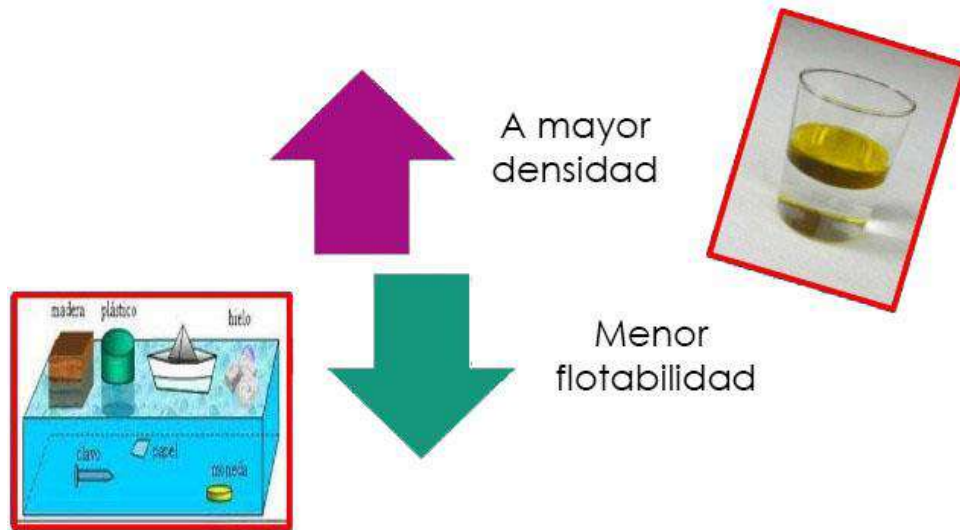 A mayor
densidad
Menor
flotabilidad
madera plástico hielo
clavo papel moneda